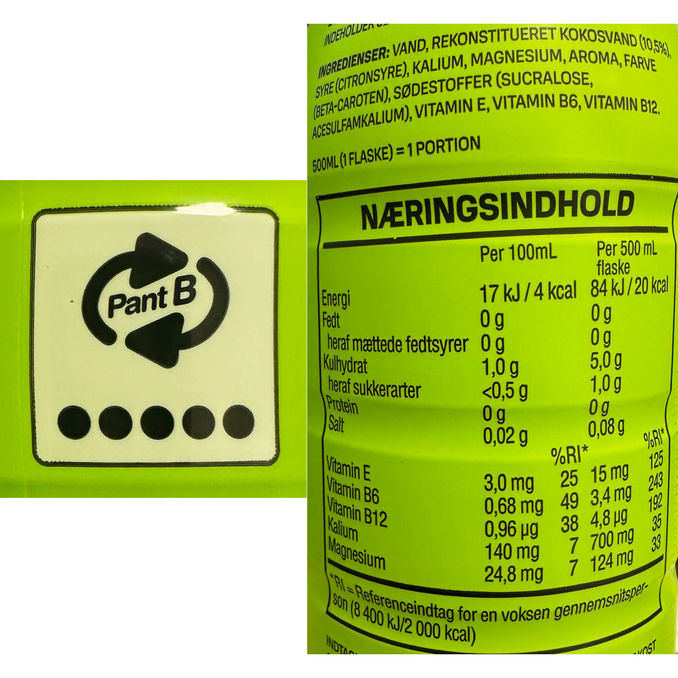 Pant B
INDEHOLDER
INGREDIENSER: VAND, REKONSTITUERET KOKOSVAND (10,5%),
SYRE (CITRONSYRE), KALIUM, MAGNESIUM, AROMA, FARVE
(BETA-CAROTEN), SØDESTOFFER (SUCRALOSE,
ACESULFAMKALIUM), VITAMIN E, VITAMIN B6, VITAMIN B12.
500ML (1 FLASKE) = 1 PORTION
NÆRINGSINDHOLD
Per 100mL Per 500 mL
flaske
Energi 17 kJ / 4 kcal 84 kJ / 20 kcal
Fedt 0 g 0 g
heraf mættede fedtsyrer 0 g 0 g
Kulhydrat 1,0 g 5,0 g
heraf sukkerarter <0,5 g 1,0 g
Protein 0 g 0 g
Salt 0,02 g 0,08 g
%RI* %RI*
Vitamin E 3,0 mg 25 15 mg 125
Vitamin B6 0,68 mg 49 3,4 mg 243
Vitamin B12 0,96 µg 38 4,8 µg 192
Kalium 140 mg 7 700 mg 35
Magnesium 24,8 mg 7 124 mg 33
*RI = Referenceindtag for en voksen gennemsnitsper-
son (8 400 kJ/2 000 kcal)